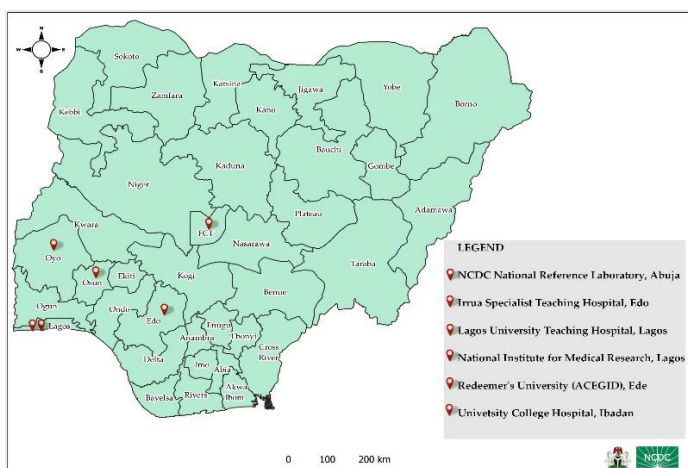 N
W E
S
Sokoto
Katsina
Jigawa
Yobe
Zamfara
Kano
Borno
Kebbi
Bauchi
Gombe
Kaduna
Niger
Adamawa
Plateau
Kwara
FCT
Nasarawa
Oyo
Taraba
Osun
Ekiti
Kogi
Benue
Ogun
Ondo
Edo
Lagos
Enugu
Anambra
Ebonyi
Cross
River
Delta
Imo
Abia
Akwa
Ibom
Bayelsa
Rivers
LEGEND
NCDC National Reference Laboratory, Abuja
Irrua Specialist Teaching Hospital, Edo
Lagos University Teaching Hospital, Lagos
National Institute for Medical Research, Lagos
Redeemer's University (ACEGID), Ede
Univetsity College Hospital, Ibadan
0 100 200 km
NCDC